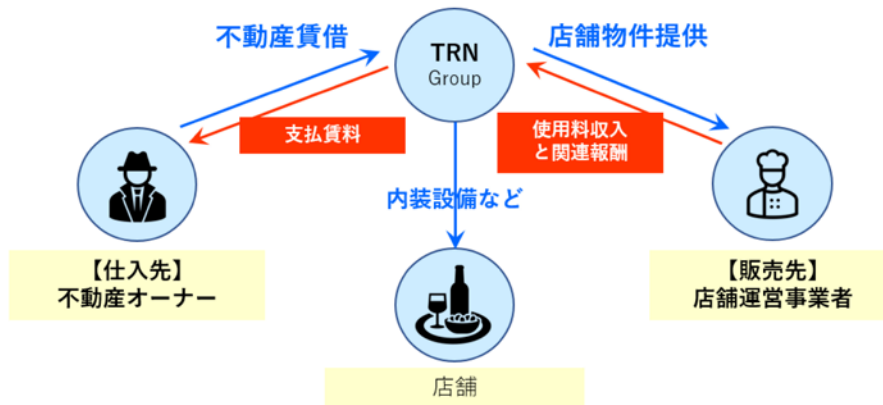 不動産賃借
TRN
Group
店舗物件提供
支払賃料
使用料収入
と関連報酬
内装設備など
【仕入先】
不動産オーナー
【販売先】
店舗運営事業者
店舗